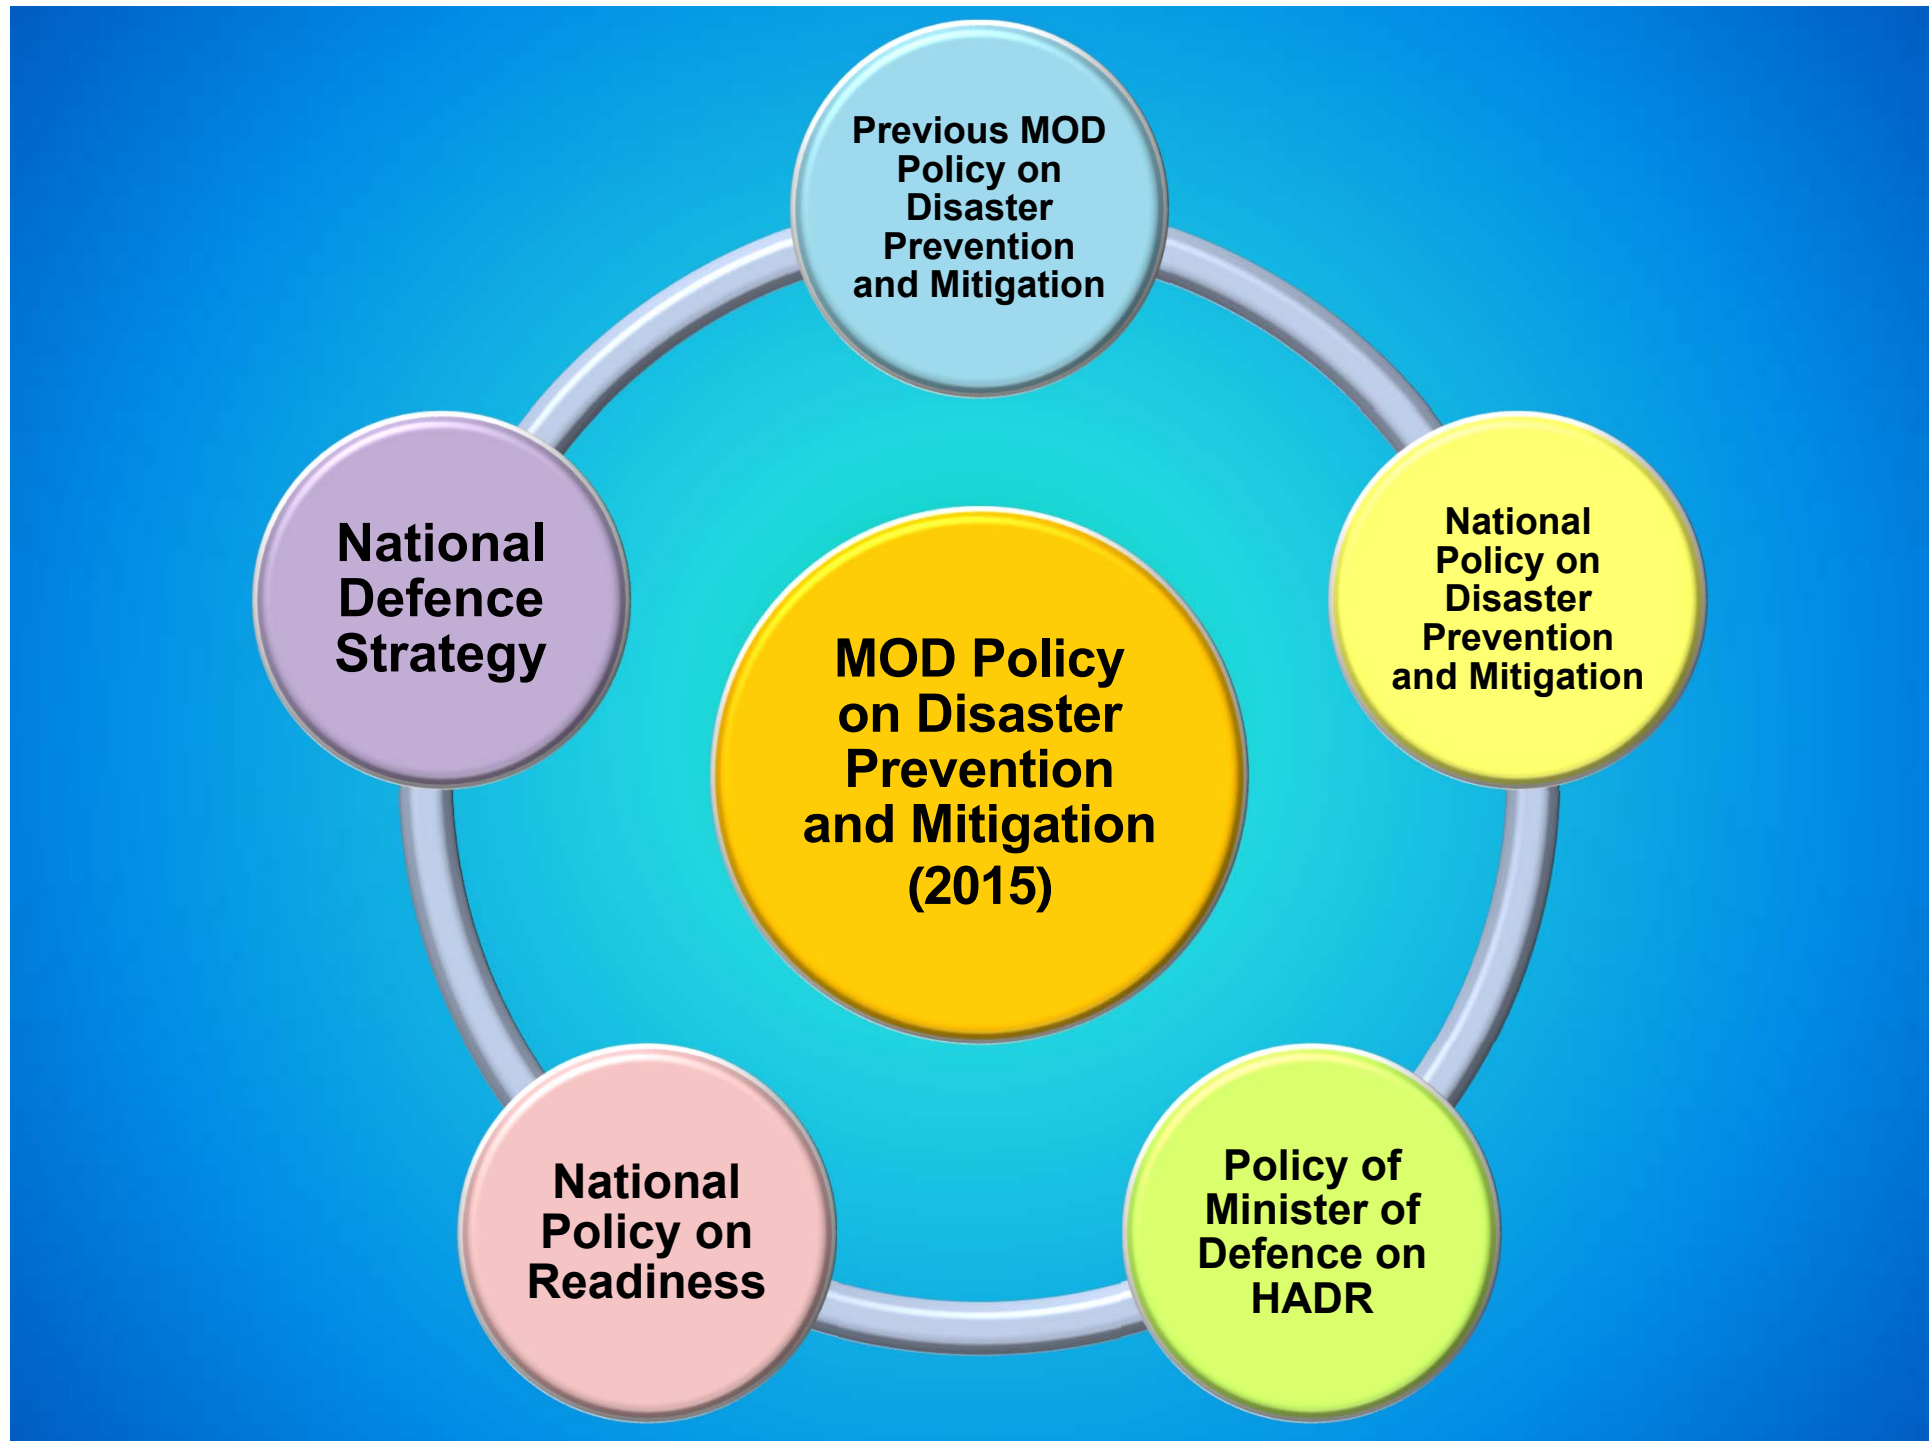 Previous MOD
Policy on
Disaster
Prevention
and Mitigation
National
Policy on
Disaster
Prevention
and Mitigation
Policy of
Minister of
Defence on
HADR
National
Policy on
Readiness
National
Defence
Strategy
MOD Policy
on Disaster
Prevention
and Mitigation
(2015)